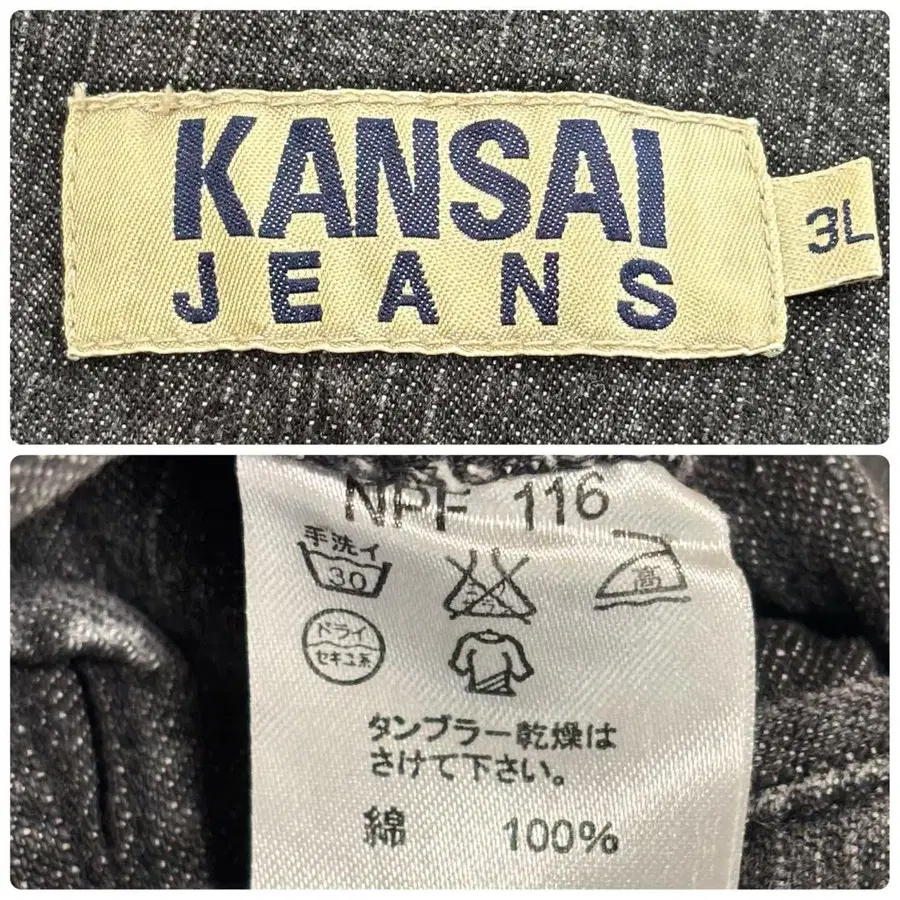 KANSAI
JEANS
3L
NPF 116
手洗イ
30
高
ドライ
セキユ系
タンブラー乾燥は
さけて下さい。
綿 100%